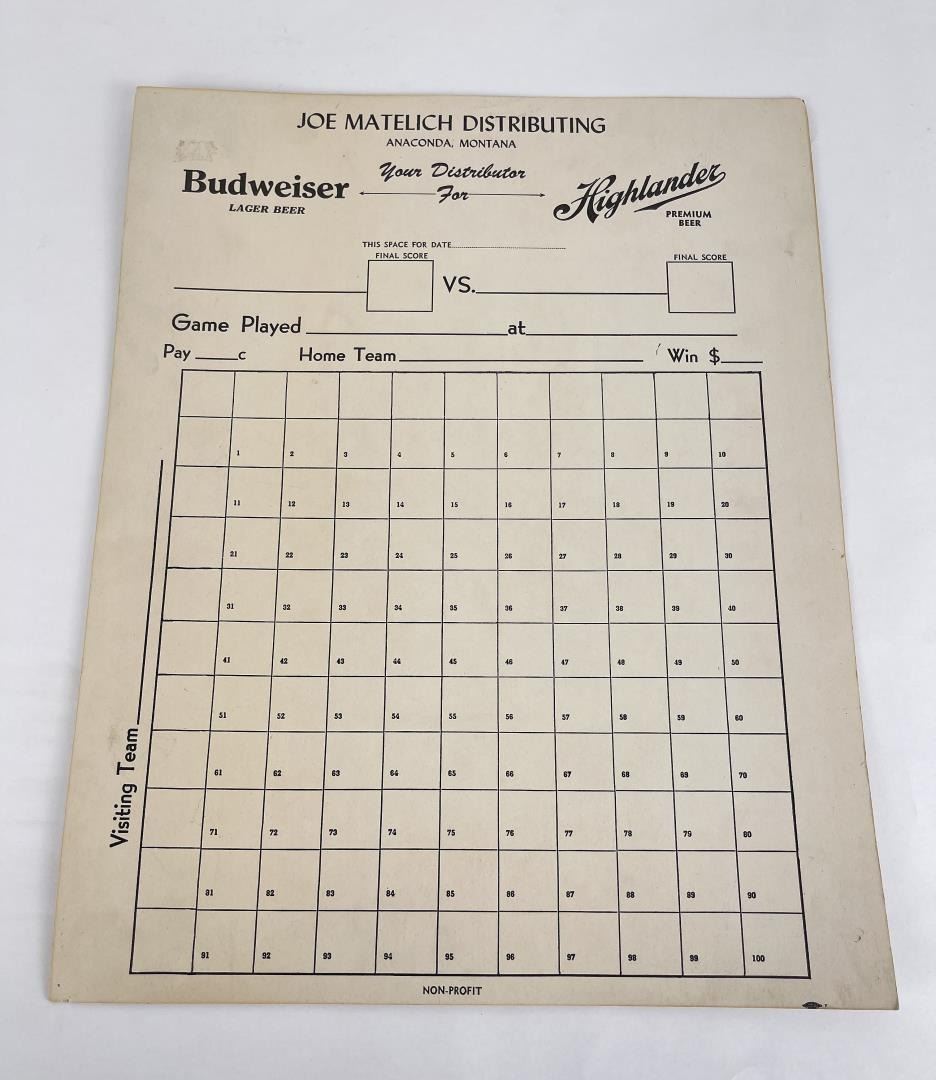 JOE MATELICH DISTRIBUTING
ANACONDA, MONTANA
Budweiser
LAGER BEER
Your Distributor
For
Highlander
PREMIUM
BEER
THIS SPACE FOR DATE
FINAL SCORE
FINAL SCORE
VS.
Game Played at
Pay c Home Team Win $
1 2 3 4 5 6 7 8 9 10
11 12 13 14 15 16 17 18 19 20
21 22 23 24 25 26 27 28 29 30
31 32 33 34 35 36 37 38 39 40
41 42 43 44 45 46 47 48 49 50
51 52 53 54 55 56 57 58 59 60
61 62 63 64 65 66 67 68 69 70
71 72 73 74 75 76 77 78 79 80
81 82 83 84 85 86 87 88 89 90
91 92 93 94 95 96 97 98 99 100
Visiting Team
NON-PROFIT